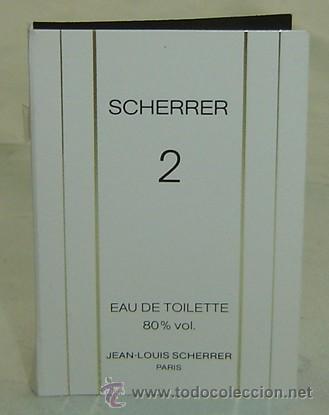 SCHERRER
2
EAU DE TOILETTE
80% vol.
JEAN-LOUIS SCHERRER
PARIS
www.todocoleccion.net